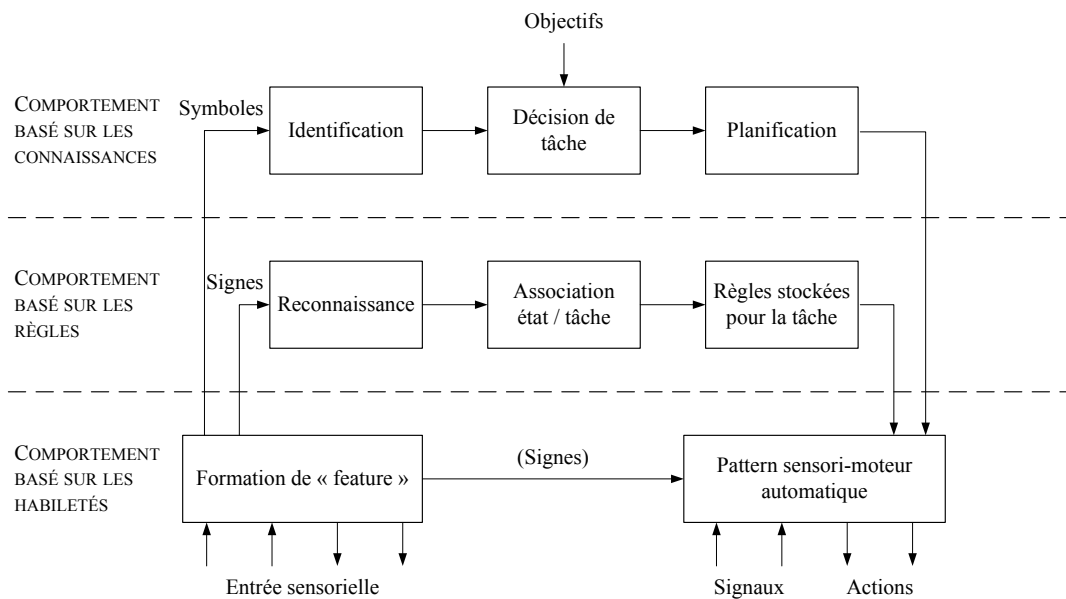 Objectifs
COMPORTEMENT
BASÉ SUR LES
CONNAISSANCES
Symboles
Identification
Décision de
tâche
Planification
COMPORTEMENT
BASÉ SUR LES
RÈGLES
Signes
Reconnaissance
Association
état / tâche
Règles stockées
pour la tâche
COMPORTEMENT
BASÉ SUR LES
HABILETÉS
Formation de « feature »
(Signes)
Pattern sensori-moteur
automatique
Entrée sensorielle
Signaux
Actions